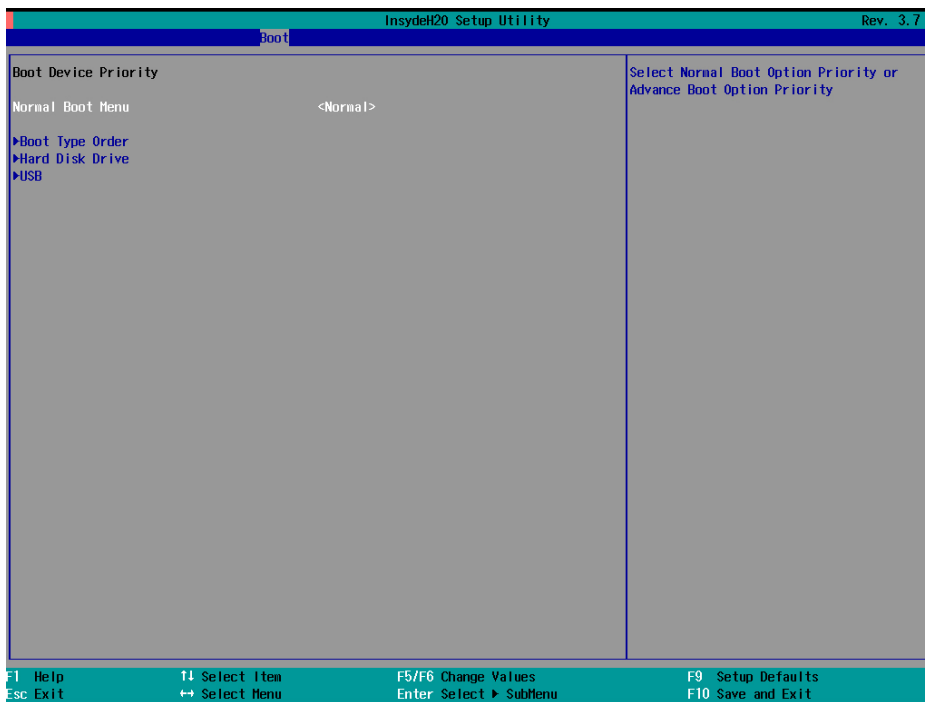 InsydeH20 Setup Utility Rev. 3.7
Boot
Boot Device Priority
Normal Boot Menu <Normal>
▶Boot Type Order
▶Hard Disk Drive
▶USB
Select Normal Boot Option Priority or
Advance Boot Option Priority
F1 Help ↑↓ Select Item F5/F6 Change Values F9 Setup Defaults
Esc Exit ↔ Select Menu Enter Select ▶ SubMenu F10 Save and Exit